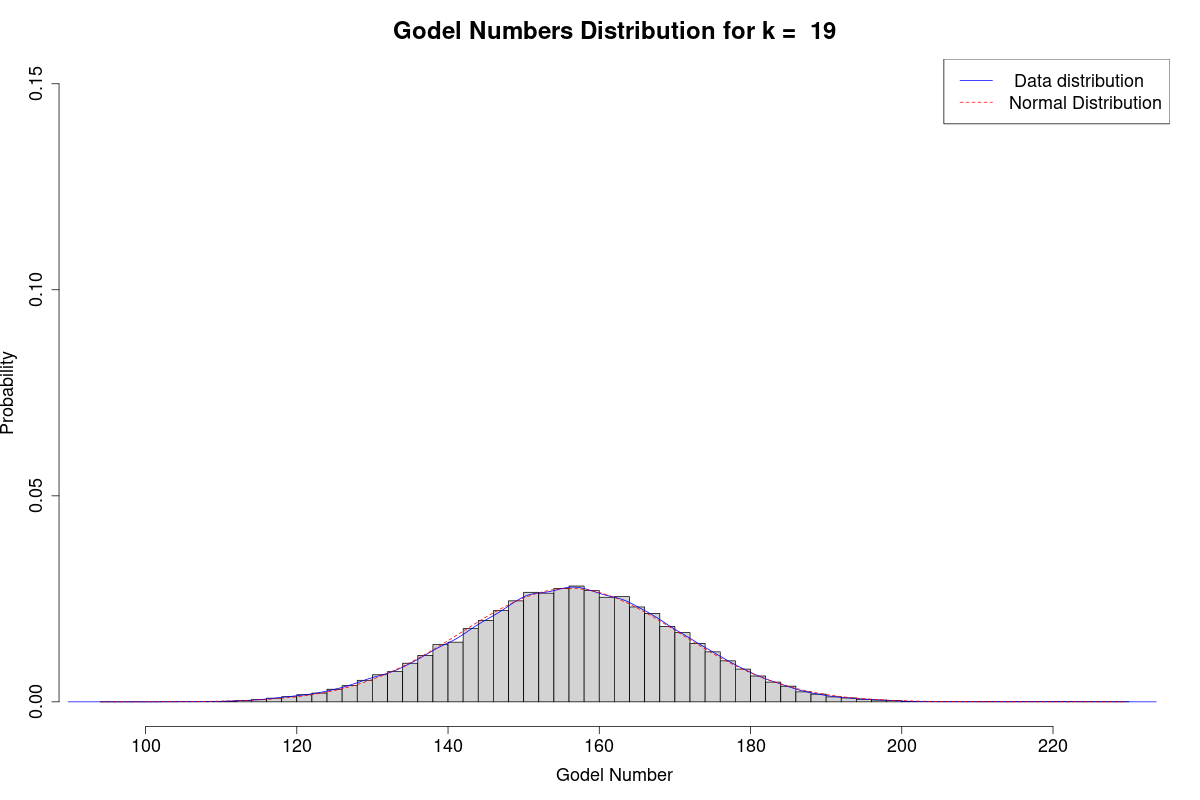 Godel Numbers Distribution for k =  19
Data distribution
Normal Distribution
0.15
0.10
0.05
0.00
Probability
100 120 140 160 180 200 220
Godel Number